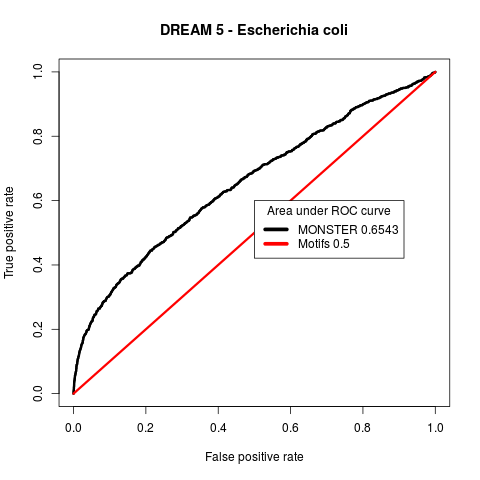 DREAM 5 - Escherichia coli
True positive rate
1.0
0.8
0.6
0.4
0.2
0.0
Area under ROC curve
MONSTER 0.6543
Motifs 0.5
0.0 0.2 0.4 0.6 0.8 1.0
False positive rate